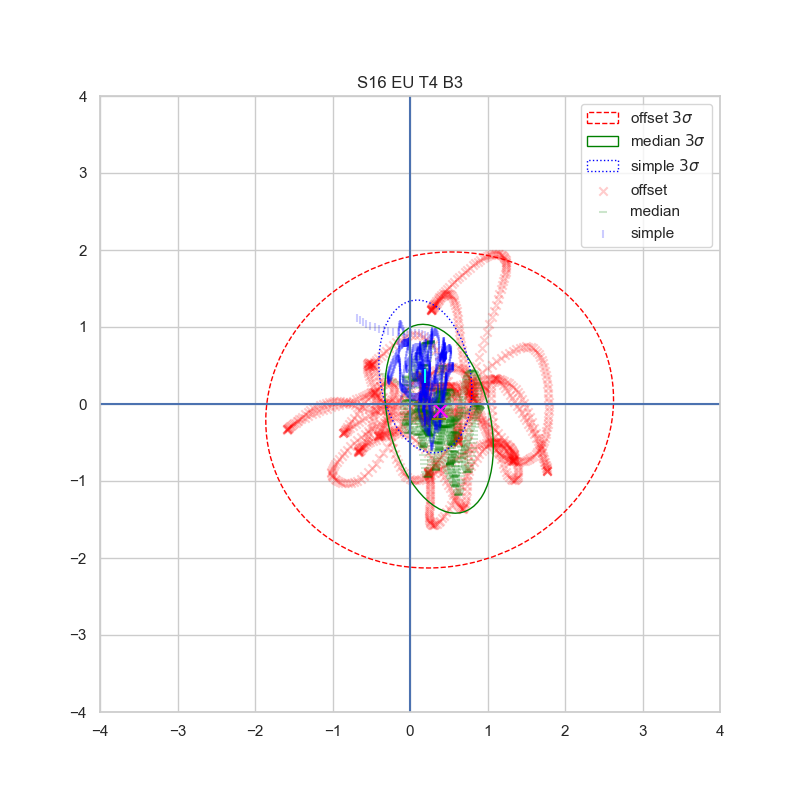 S16 EU T4 B3
offset 3σ
median 3σ
simple 3σ
offset
median
simple
4
3
2
1
0
−1
−2
−3
−4
−4 −3 −2 −1 0 1 2 3 4